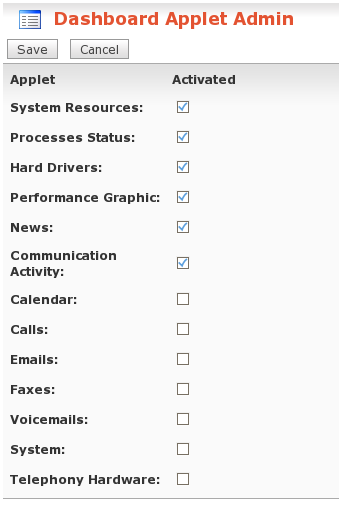 Dashboard Applet Admin
Save Cancel
Applet Activated
System Resources:
Processes Status:
Hard Drivers:
Performance Graphic:
News:
Communication
Activity:
Calendar:
Calls:
Emails:
Faxes:
Voicemails:
System:
Telephony Hardware: